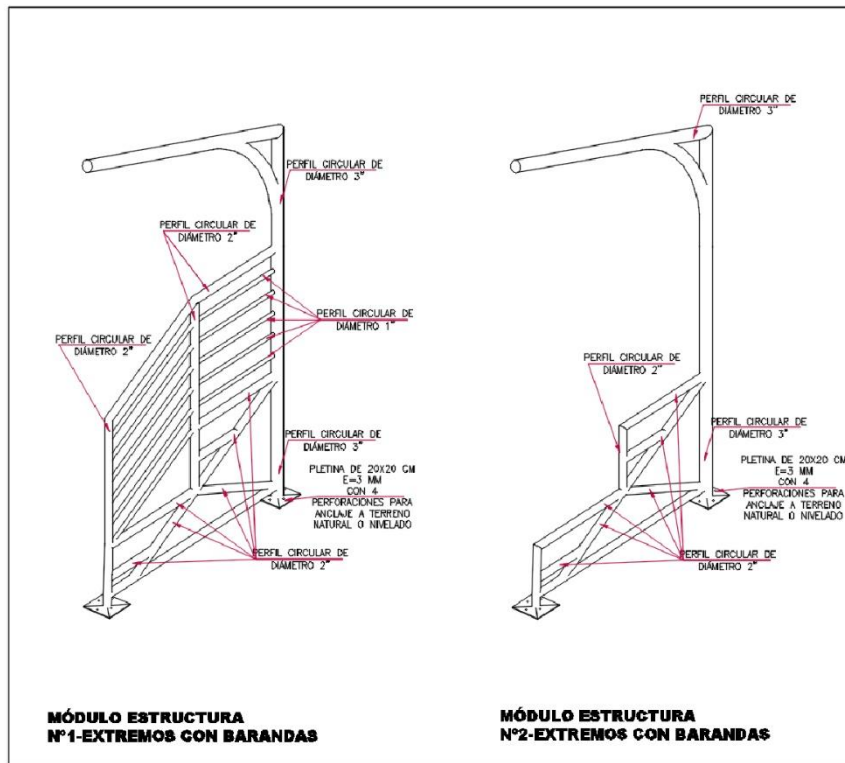 PERFIL CIRCULAR DE
DIÁMETRO 3"
PERFIL CIRCULAR DE
DIÁMETRO 2"
PERFIL CIRCULAR DE
DIÁMETRO 1"
PERFIL CIRCULAR DE
DIÁMETRO 2"
PERFIL CIRCULAR DE
DIÁMETRO 3"
PLETINA DE 20X20 CM
E=3 MM
CON 4
PERFORACIONES PARA
ANCLAJE A TERRENO
NATURAL O NIVELADO
PERFIL CIRCULAR DE
DIÁMETRO 2"
MÓDULO ESTRUCTURA
N°1-EXTREMOS CON BARANDAS
PERFIL CIRCULAR DE
DIÁMETRO 3"
PERFIL CIRCULAR DE
DIÁMETRO 2"
PERFIL CIRCULAR DE
DIÁMETRO 3"
PLETINA DE 20X20 CM
E=3 MM
CON 4
PERFORACIONES PARA
ANCLAJE A TERRENO
NATURAL O NIVELADO
PERFIL CIRCULAR DE
DIÁMETRO 2"
MÓDULO ESTRUCTURA
N°2-EXTREMOS CON BARANDAS